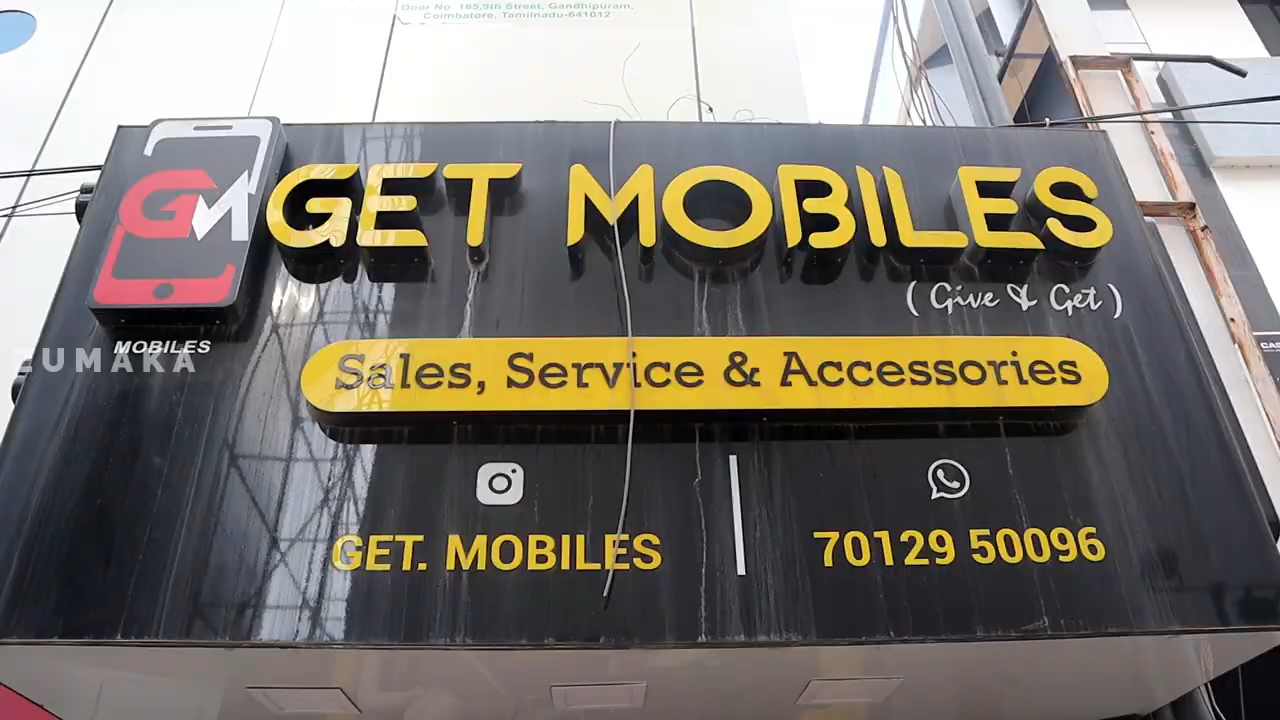 Door No. 165,9th Street, Gandhipuram,
Coimbatore, Tamilnadu-641012
GM
GET MOBILES
( Give & Get )
MOBILES
ZUMAKA
Sales, Service & Accessories
GET. MOBILES
70129 50096